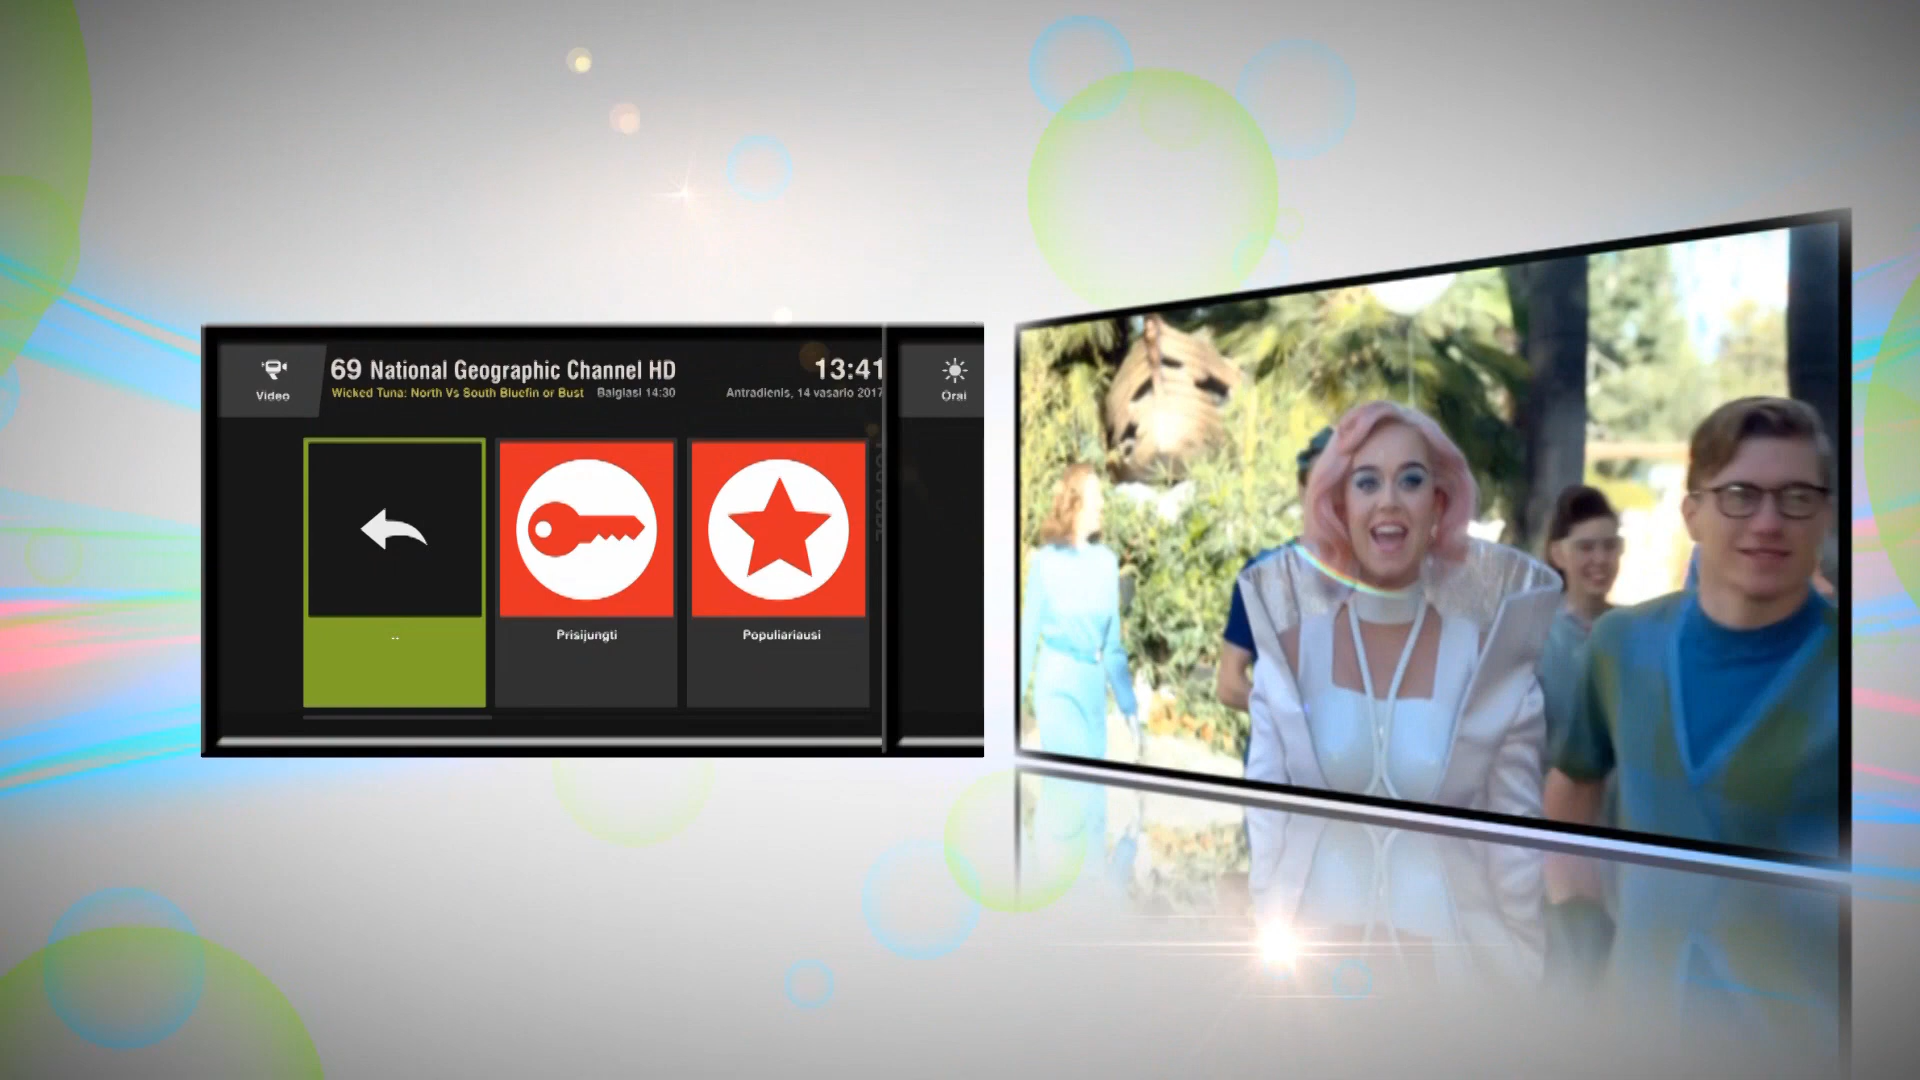 69 National Geographic Channel HD
13:41
Video
Wicked Tuna: North Vs South Bluefin or Bust
Baigiasi 14:30
Antradienis, 14 vasario 2017
Orai
YOUTUBE
..
Prisijungti
Populiariausi